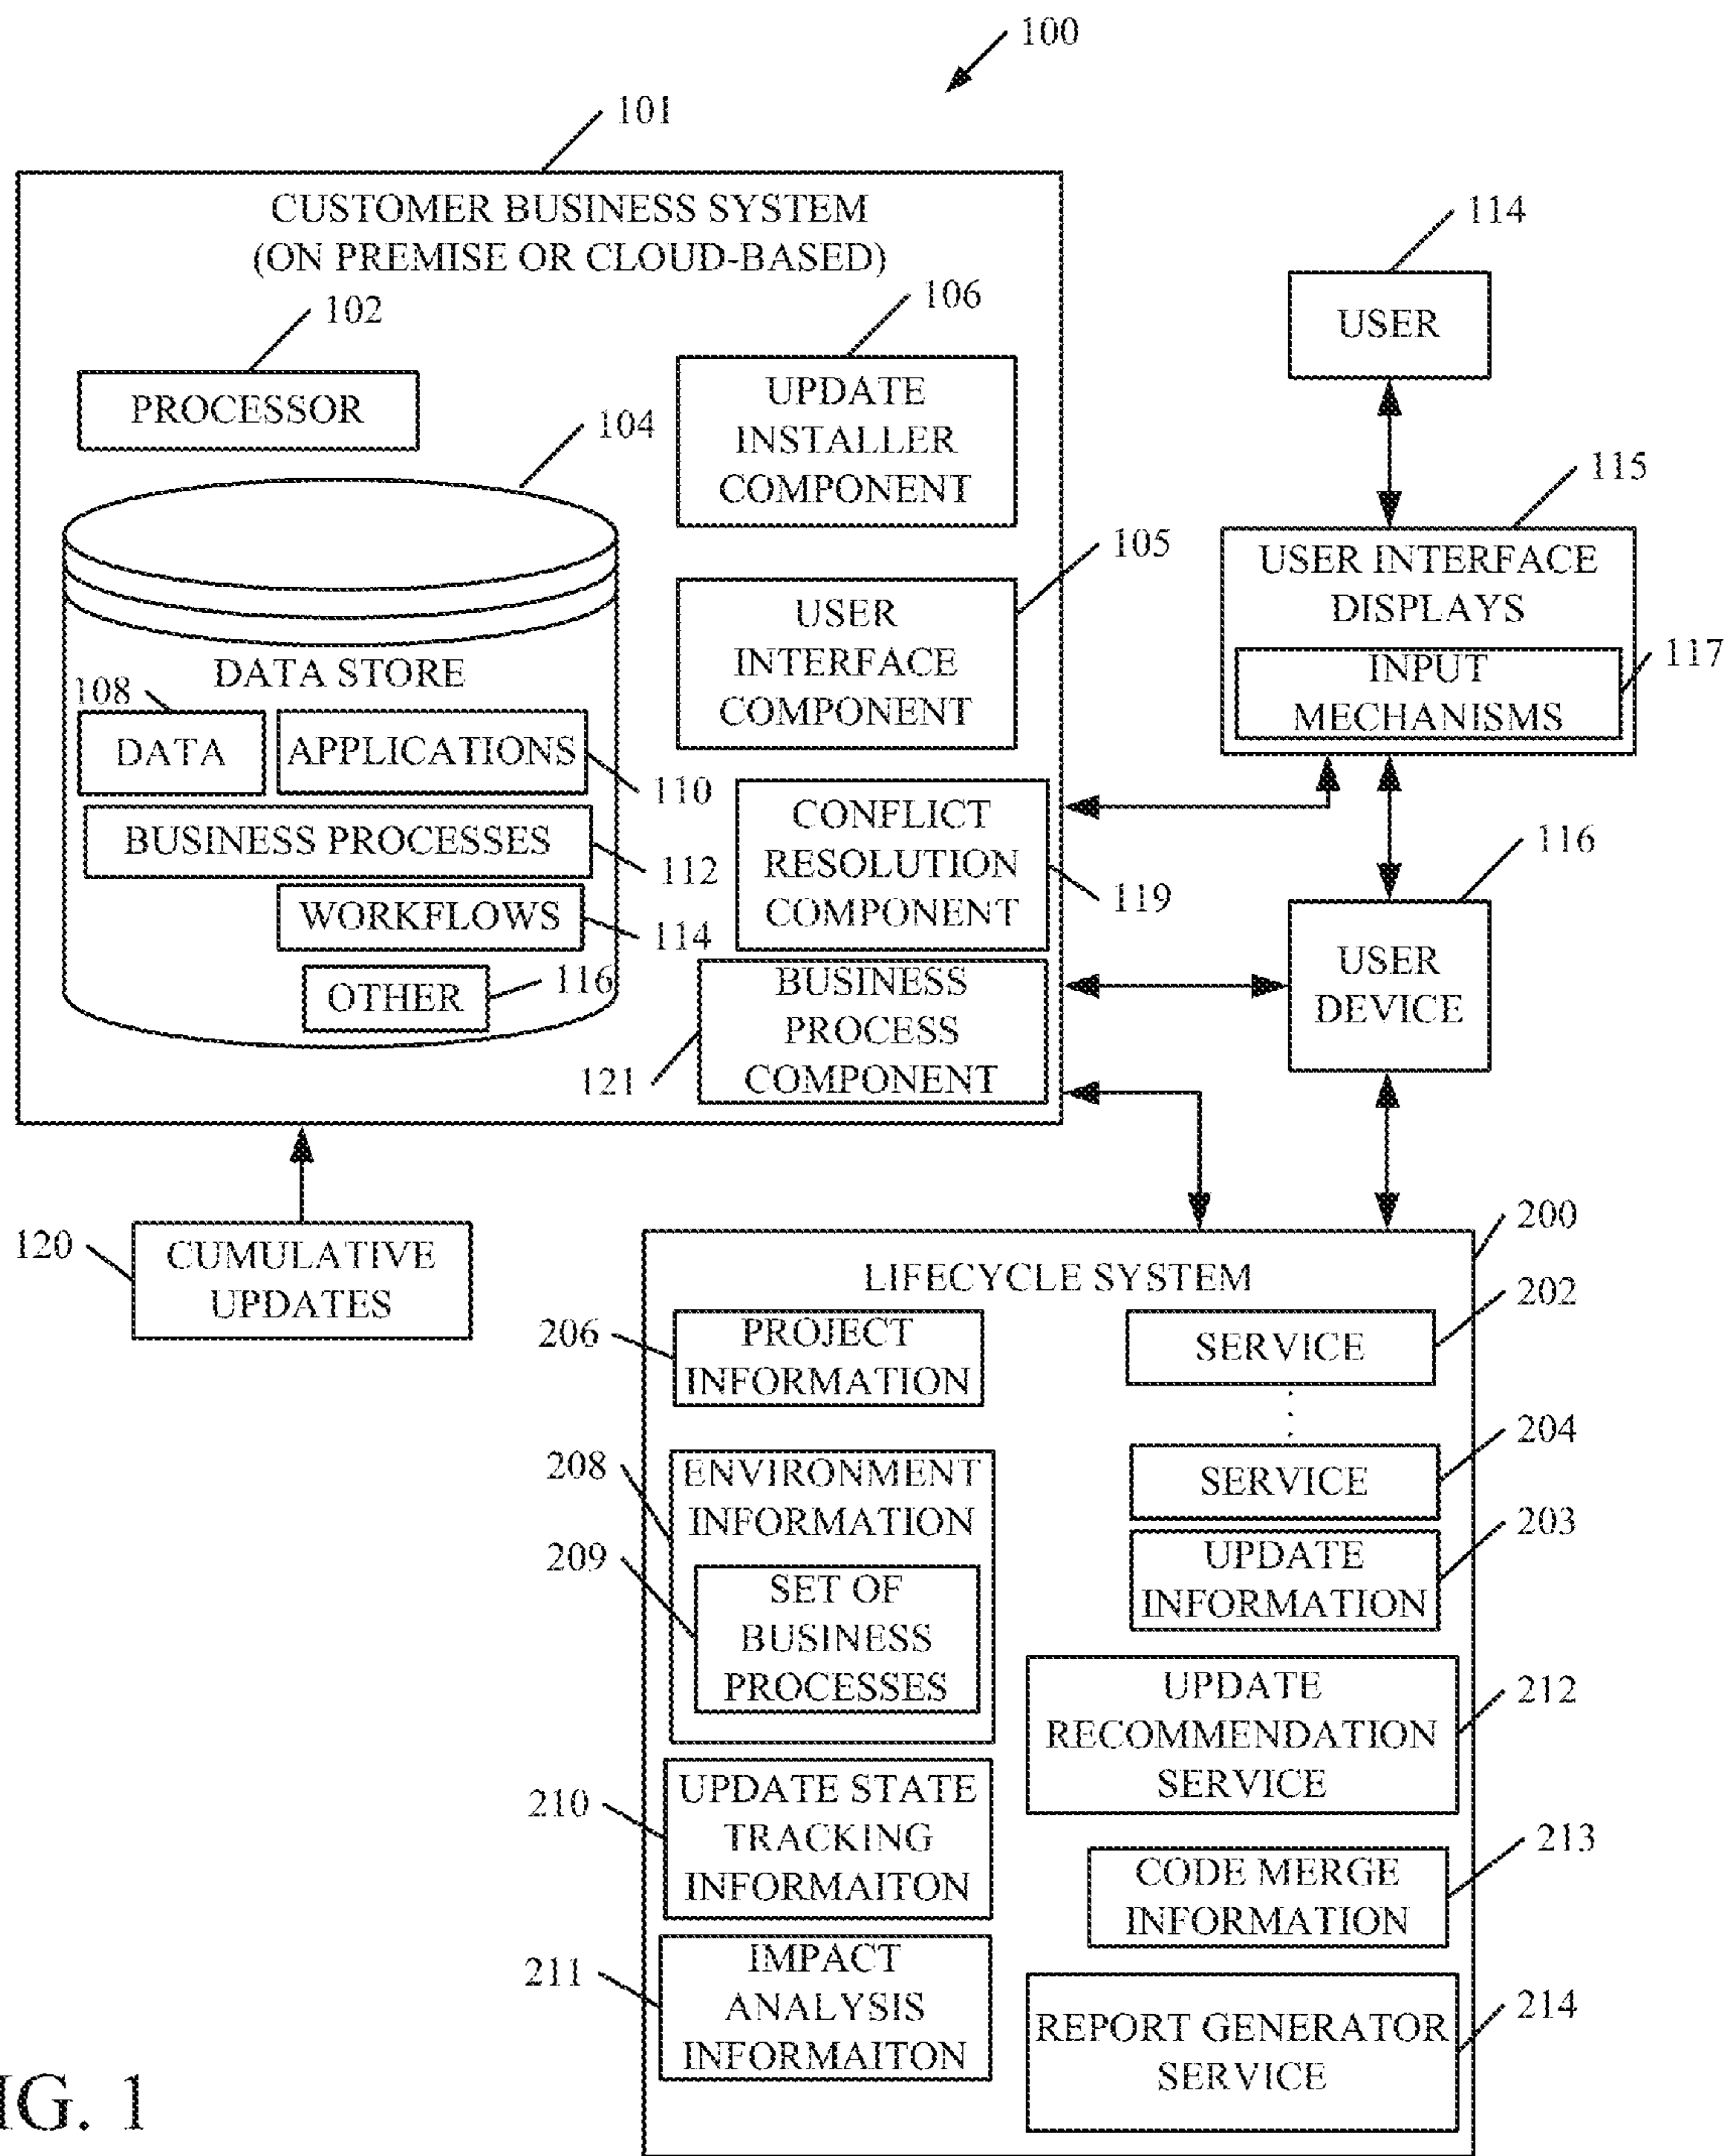 100
101
CUSTOMER BUSINESS SYSTEM
(ON PREMISE OR CLOUD-BASED)
102
PROCESSOR
104
106
UPDATE
INSTALLER
COMPONENT
105
USER
INTERFACE
COMPONENT
DATA STORE
108
DATA
APPLICATIONS
110
BUSINESS PROCESSES
112
WORKFLOWS
114
OTHER
116
CONFLICT
RESOLUTION
COMPONENT
119
BUSINESS
PROCESS
COMPONENT
121
114
USER
115
USER INTERFACE
DISPLAYS
INPUT
MECHANISMS
117
116
USER
DEVICE
120
CUMULATIVE
UPDATES
200
LIFECYCLE SYSTEM
206
PROJECT
INFORMATION
202
SERVICE
204
SERVICE
208
ENVIRONMENT
INFORMATION
209
SET OF
BUSINESS
PROCESSES
203
UPDATE
INFORMATION
212
UPDATE
RECOMMENDATION
SERVICE
210
UPDATE STATE
TRACKING
INFORMAITON
213
CODE MERGE
INFORMATION
211
IMPACT
ANALYSIS
INFORMAITON
214
REPORT GENERATOR
SERVICE
IG. 1